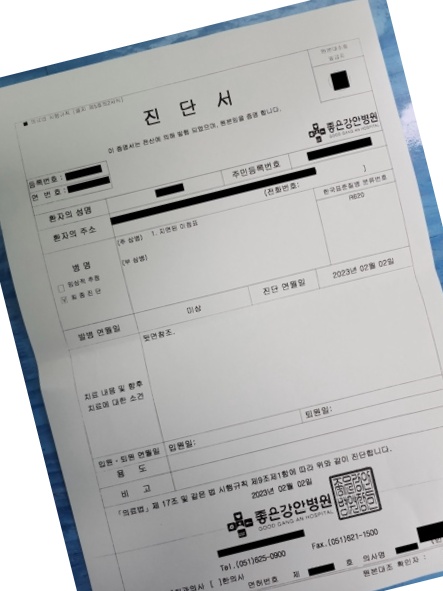 진 단 서
이 증명서는 전산에 의해 발행 되었으며, 원본임을 증명 합니다.
원본대조필
좋은강안병원
GOOD GANG-AN HOSPITAL
등록번호 :
연 번 호 :
환자의 성명
주민등록번호
환자의 주소
(전화번호: )
병 명
[ ] 임상적 추정
[V] 최 종 진 단
(주 상병) 1. 지연된 이정표
(부 상병)
한국표준질병 분류번호
R620
발병 연월일
미상
진단 연월일
2023년 02월 02일
치료 내용 및 향후
치료에 대한 소견
뒷면참조.
입원 · 퇴원 연월일
입원일:
퇴원일:
용 도
비 고
「의료법」 제 17조 및 같은 법 시행규칙 제9조제1항에 따라 위와 같이 진단합니다.
2023년 02월 02일
좋은강안병원
GOOD GANG-AN HOSPITAL
Tel.(051)625-0900
Fax.(051)621-1500
의사 [ ]한의사
면허번호 제 호 의사명
원본대조 확인자 :